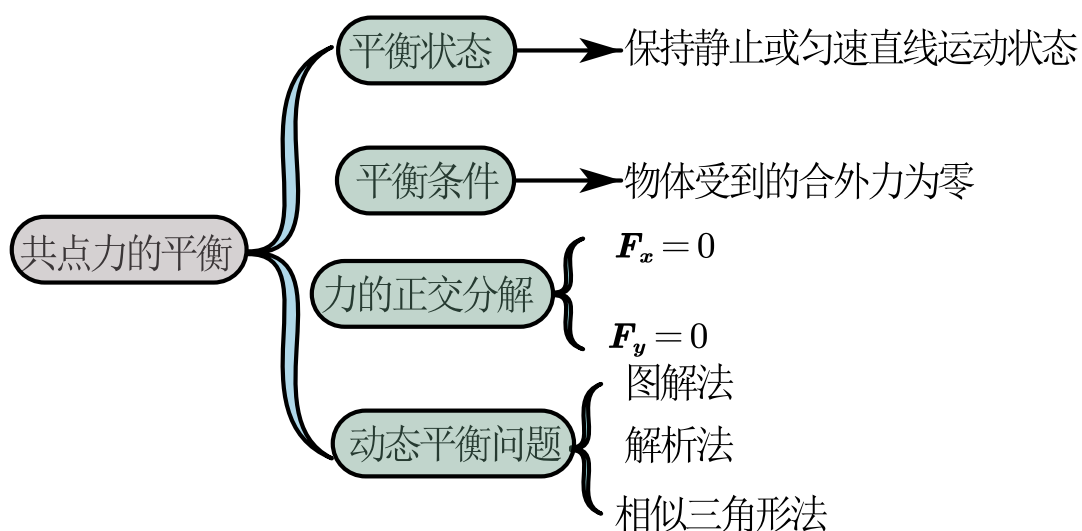 共点力的平衡
平衡状态
保持静止或匀速直线运动状态
平衡条件
物体受到的合外力为零
力的正交分解
Fx = 0
Fy = 0
动态平衡问题
图解法
解析法
相似三角形法